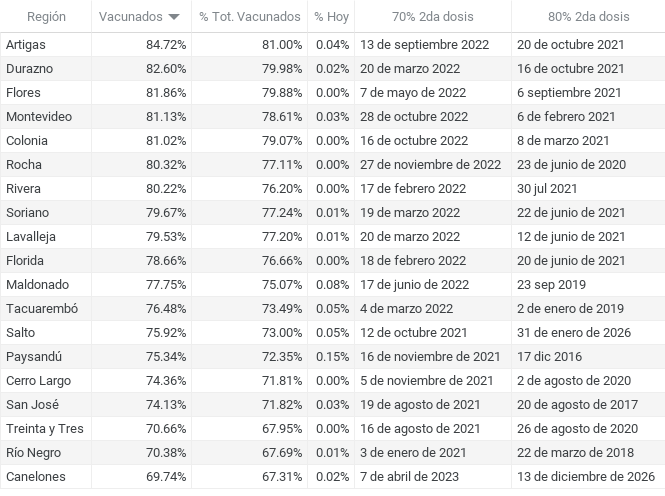 Región Vacunados % Tot. Vacunados % Hoy 70% 2da dosis 80% 2da dosis
Artigas 84.72% 81.00% 0.04% 13 de septiembre 2022 20 de octubre 2021
Durazno 82.60% 79.98% 0.02% 20 de marzo 2022 16 de octubre 2021
Flores 81.86% 79.88% 0.00% 7 de mayo de 2022 6 septiembre 2021
Montevideo 81.13% 78.61% 0.03% 28 de octubre 2022 6 de febrero 2021
Colonia 81.02% 79.07% 0.00% 16 de octubre 2022 8 de marzo 2021
Rocha 80.32% 77.11% 0.00% 27 de noviembre de 2022 23 de junio de 2020
Rivera 80.22% 76.20% 0.00% 17 de febrero 2022 30 jul 2021
Soriano 79.67% 77.24% 0.01% 19 de marzo 2022 22 de junio de 2021
Lavalleja 79.53% 77.20% 0.01% 20 de marzo 2022 12 de junio de 2021
Florida 78.66% 76.66% 0.00% 18 de febrero 2022 20 de junio de 2021
Maldonado 77.75% 75.07% 0.08% 17 de junio de 2022 23 sep 2019
Tacuarembó 76.48% 73.49% 0.05% 4 de marzo 2022 2 de enero de 2019
Salto 75.92% 73.00% 0.05% 12 de octubre 2021 31 de enero de 2026
Paysandú 75.34% 72.35% 0.15% 16 de noviembre de 2021 17 dic 2016
Cerro Largo 74.36% 71.81% 0.00% 5 de noviembre de 2021 2 de agosto de 2020
San José 74.13% 71.82% 0.03% 19 de agosto de 2021 20 de agosto de 2017
Treinta y Tres 70.66% 67.95% 0.00% 16 de agosto de 2021 26 de agosto de 2020
Río Negro 70.38% 67.69% 0.01% 3 de enero de 2021 22 de marzo de 2018
Canelones 69.74% 67.31% 0.02% 7 de abril de 2023 13 de diciembre de 2026